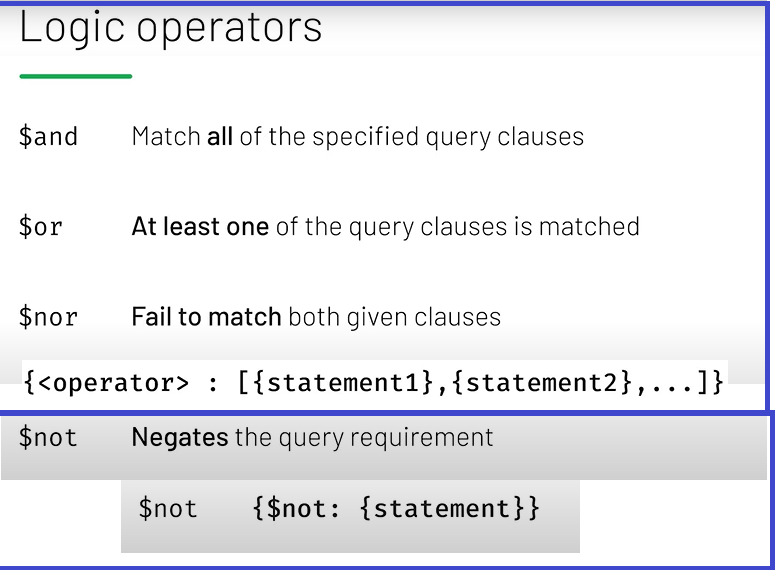 Logic operators
$and Match all of the specified query clauses
$or At least one of the query clauses is matched
$nor Fail to match both given clauses
{<operator> : [{statement1},{statement2},...]}
$not Negates the query requirement
$not {$not: {statement}}